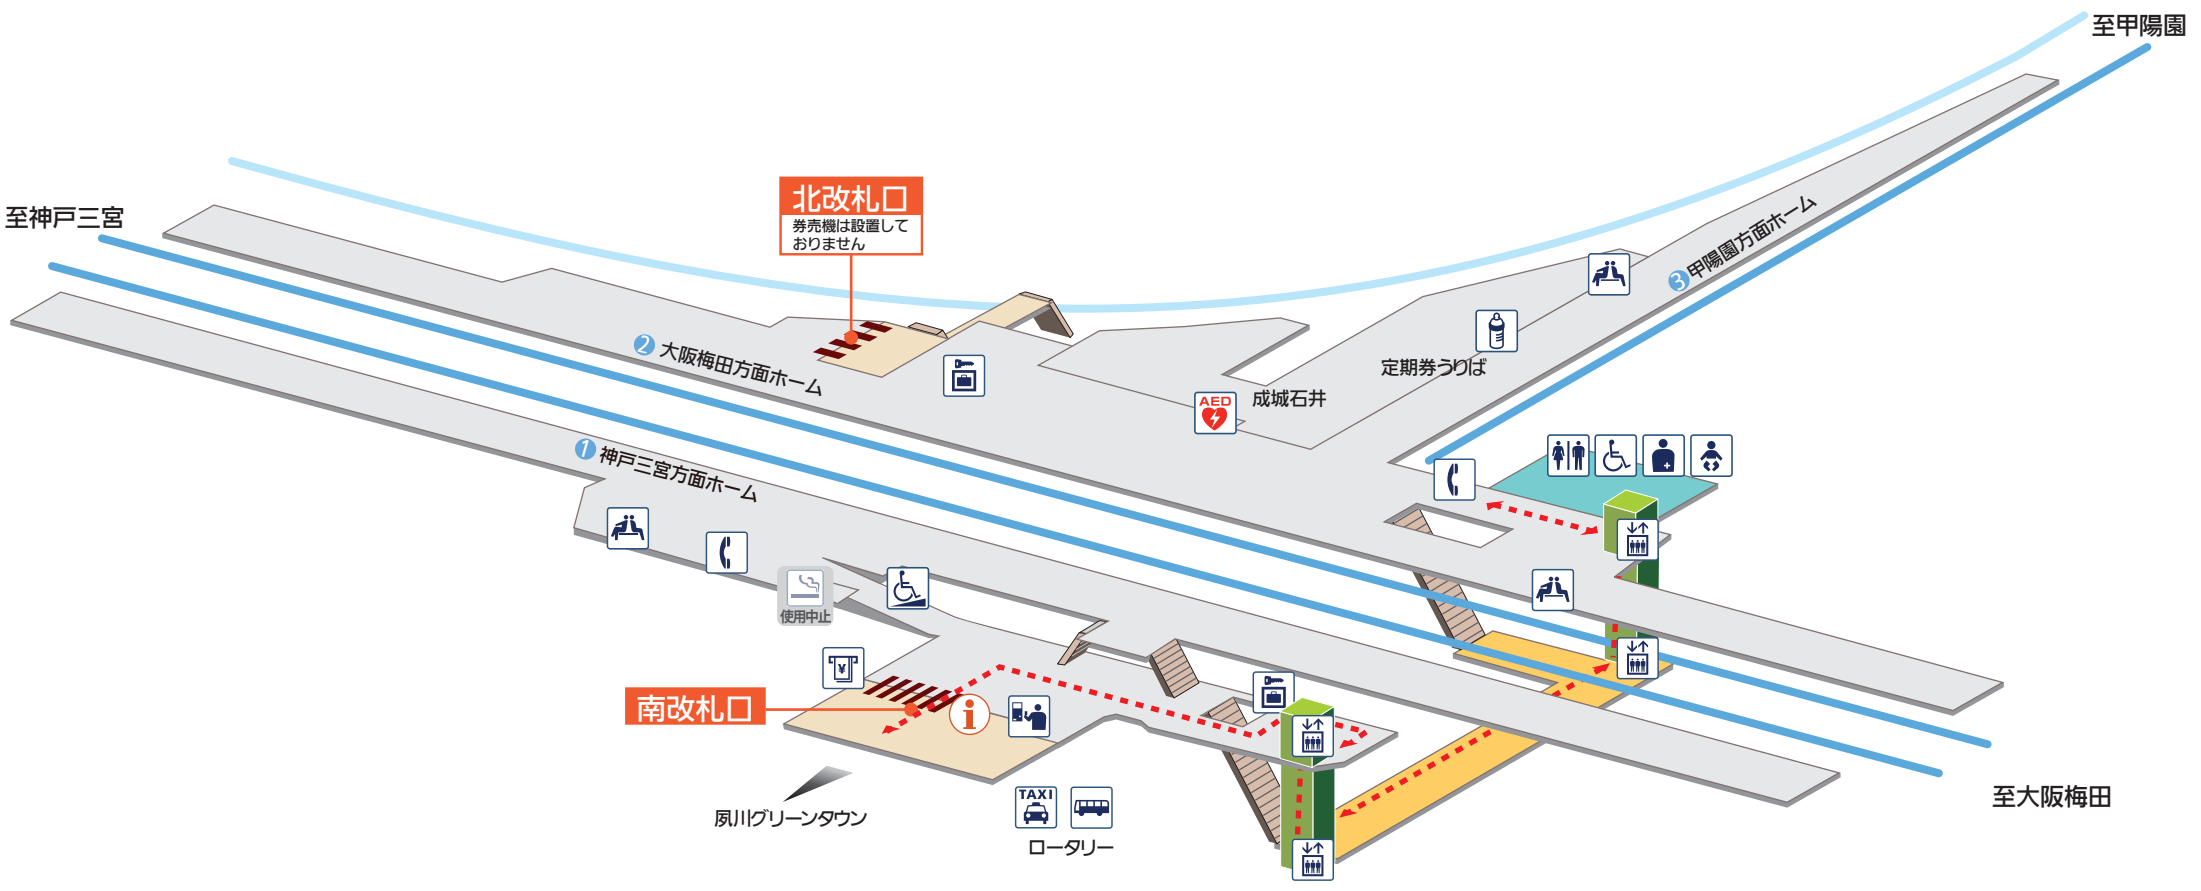 至甲陽園
至神戸三宮
北改札口
券売機は設置して
おりません
3 甲陽園方面ホーム
2 大阪梅田方面ホーム
定期券うりば
成城石井
AED
1 神戸三宮方面ホーム
使用中止
¥
南改札口
i
夙川グリーンタウン
TAXI
ロータリー
至大阪梅田